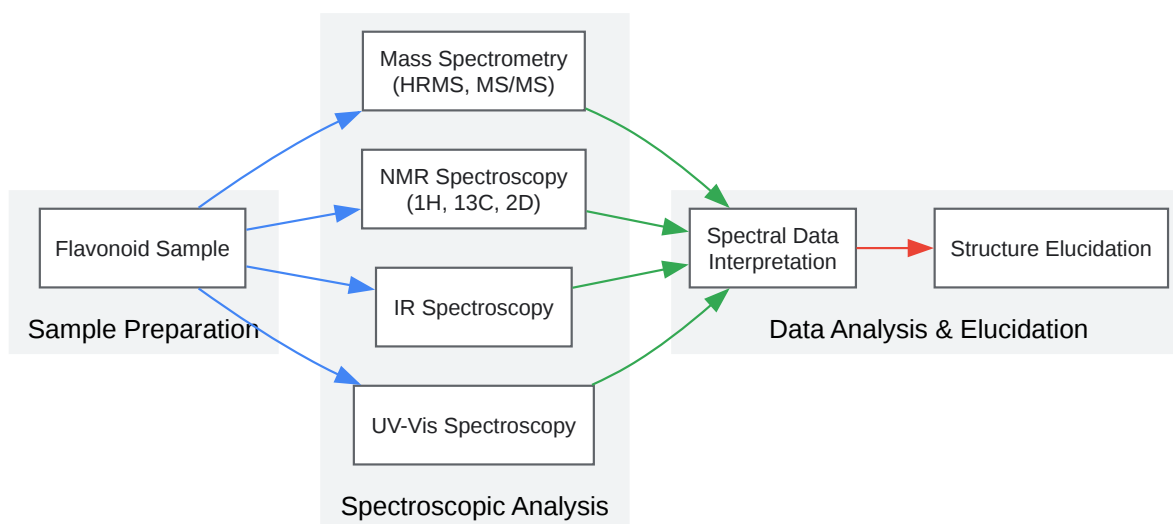 Flavonoid Sample
Sample Preparation
Mass Spectrometry
(HRMS, MS/MS)
NMR Spectroscopy
(1H, 13C, 2D)
IR Spectroscopy
UV-Vis Spectroscopy
Spectroscopic Analysis
Spectral Data
Interpretation
Structure Elucidation
Data Analysis & Elucidation